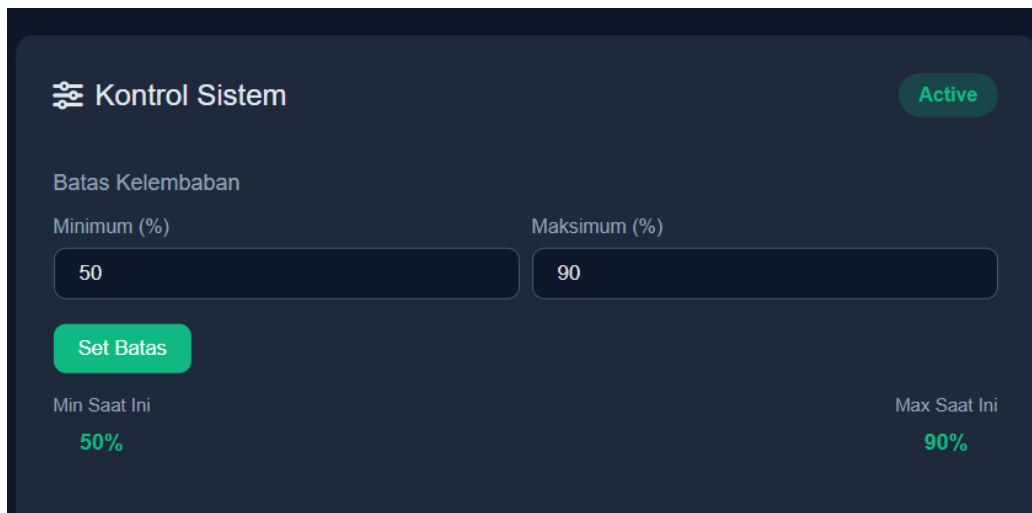 Kontrol Sistem
Active
Batas Kelembaban
Minimum (%)
Maksimum (%)
50
90
Set Batas
Min Saat Ini
Max Saat Ini
50%
90%